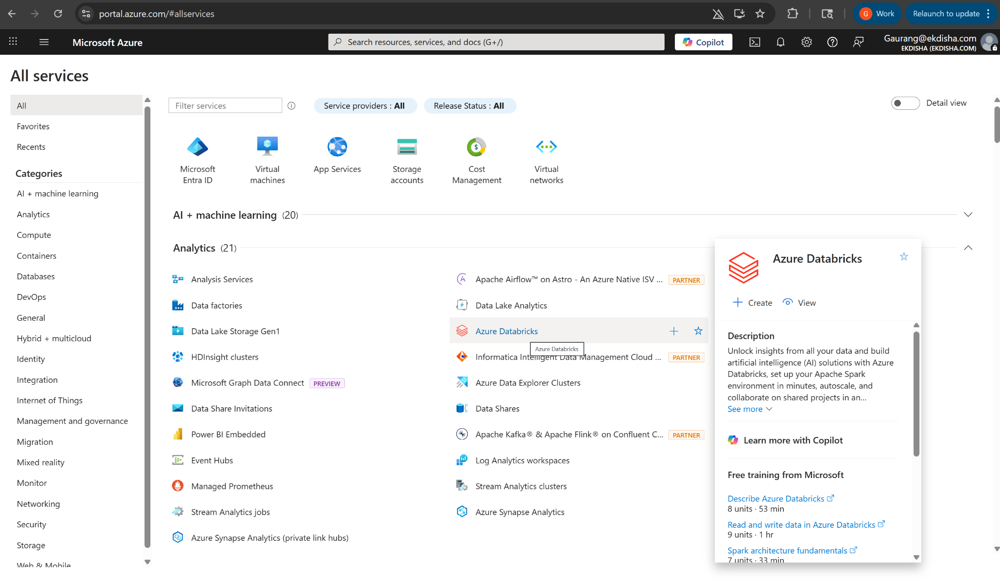 portal.azure.com/#allservices
G Work
Relaunch to update
Microsoft Azure
Search resources, services, and docs (G+/)
Copilot
Gaurang@ekdisha.com
EKDISHA (EKDISHA.COM)
All services
All
Favorites
Recents
Categories
AI + machine learning
Analytics
Compute
Containers
Databases
DevOps
General
Hybrid + multicloud
Identity
Integration
Internet of Things
Management and governance
Migration
Mixed reality
Monitor
Networking
Security
Storage
Web & Mobile
Filter services
Service providers : All
Release Status : All
Detail view
Microsoft
Entra ID
Virtual
machines
App Services
Storage
accounts
Cost
Management
Virtual
networks
AI + machine learning (20)
Analytics (21)
Analysis Services
Data factories
Data Lake Storage Gen1
HDInsight clusters
Microsoft Graph Data Connect PREVIEW
Data Share Invitations
Power BI Embedded
Event Hubs
Managed Prometheus
Stream Analytics jobs
Azure Synapse Analytics (private link hubs)
Apache Airflow™ on Astro - An Azure Native ISV ... PARTNER
Data Lake Analytics
Azure Databricks
Azure Databricks
Informatica Intelligent Data Management Cloud ... PARTNER
Azure Data Explorer Clusters
Data Shares
Apache Kafka® & Apache Flink® on Confluent C... PARTNER
Log Analytics workspaces
Stream Analytics clusters
Azure Synapse Analytics
Azure Databricks
Create
View
Description
Unlock insights from all your data and build
artificial intelligence (AI) solutions with Azure
Databricks, set up your Apache Spark
environment in minutes, autoscale, and
collaborate on shared projects in an...
See more
Learn more with Copilot
Free training from Microsoft
Describe Azure Databricks
8 units · 53 min
Read and write data in Azure Databricks
9 units · 1 hr
Spark architecture fundamentals
7 units · 33 min